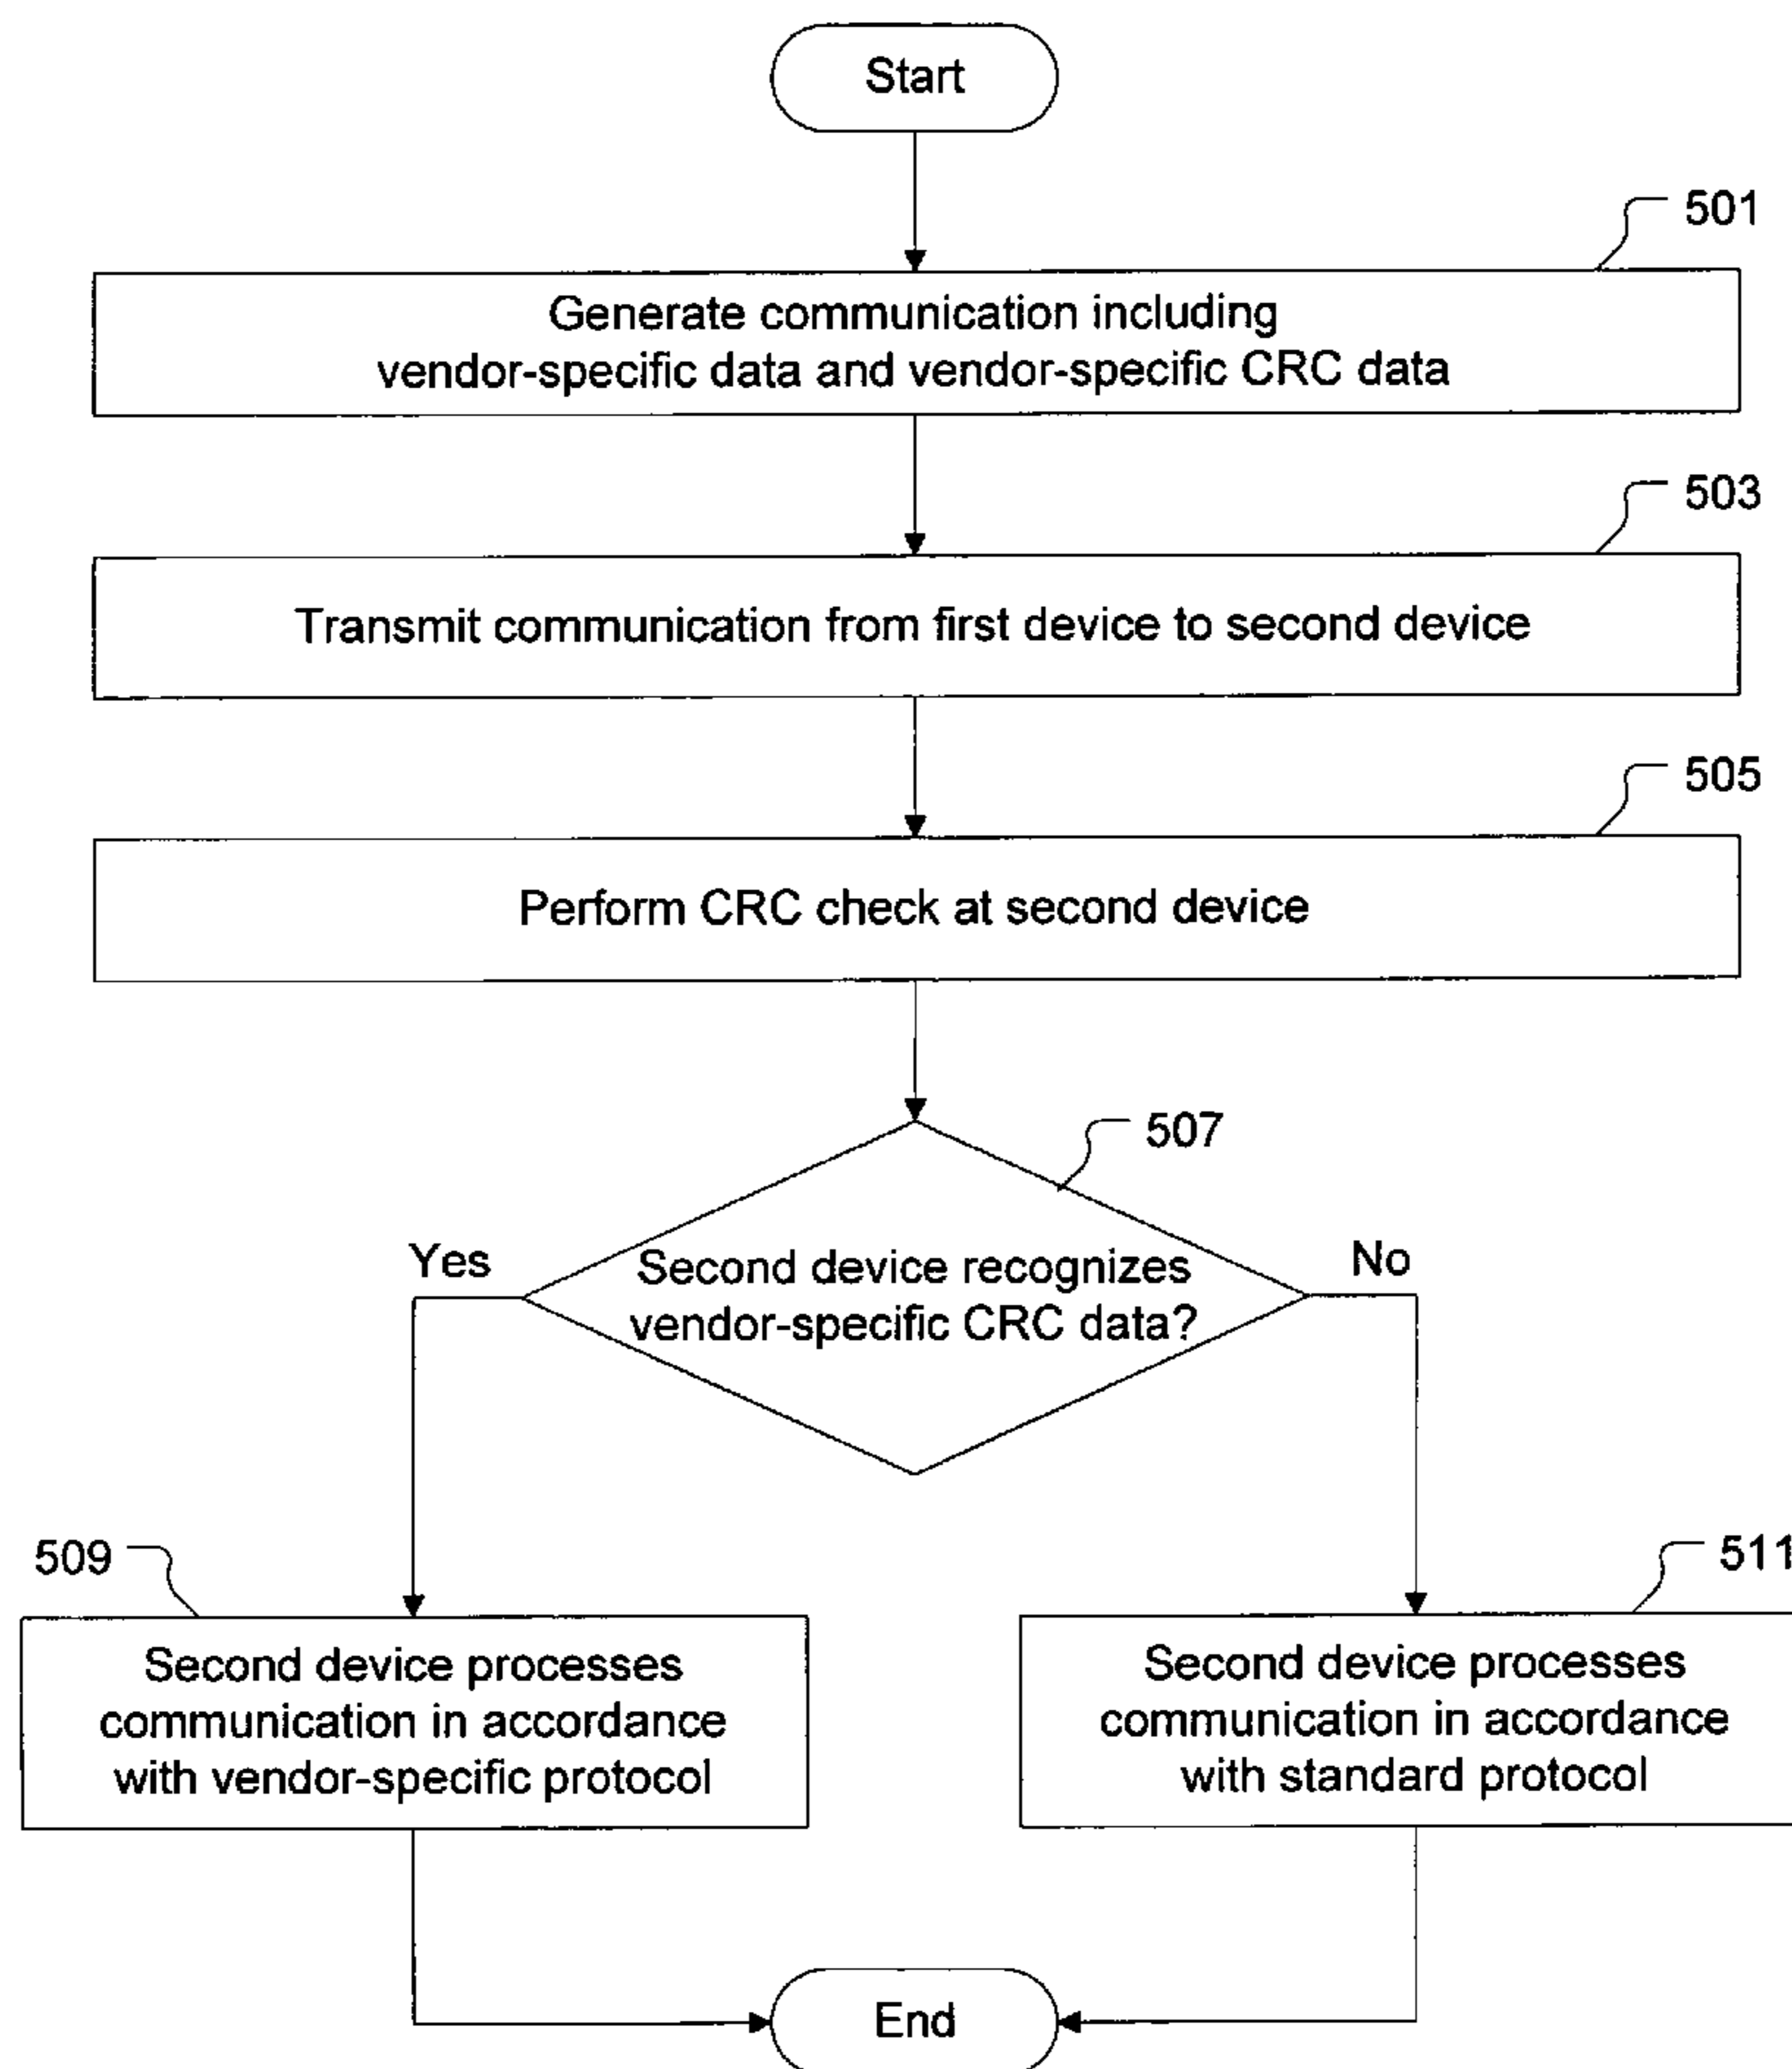 Start
501
Generate communication including
vendor-specific data and vendor-specific CRC data
503
Transmit communication from first device to second device
505
Perform CRC check at second device
507
Yes
Second device recognizes
vendor-specific CRC data?
No
509
Second device processes
communication in accordance
with vendor-specific protocol
511
Second device processes
communication in accordance
with standard protocol
End